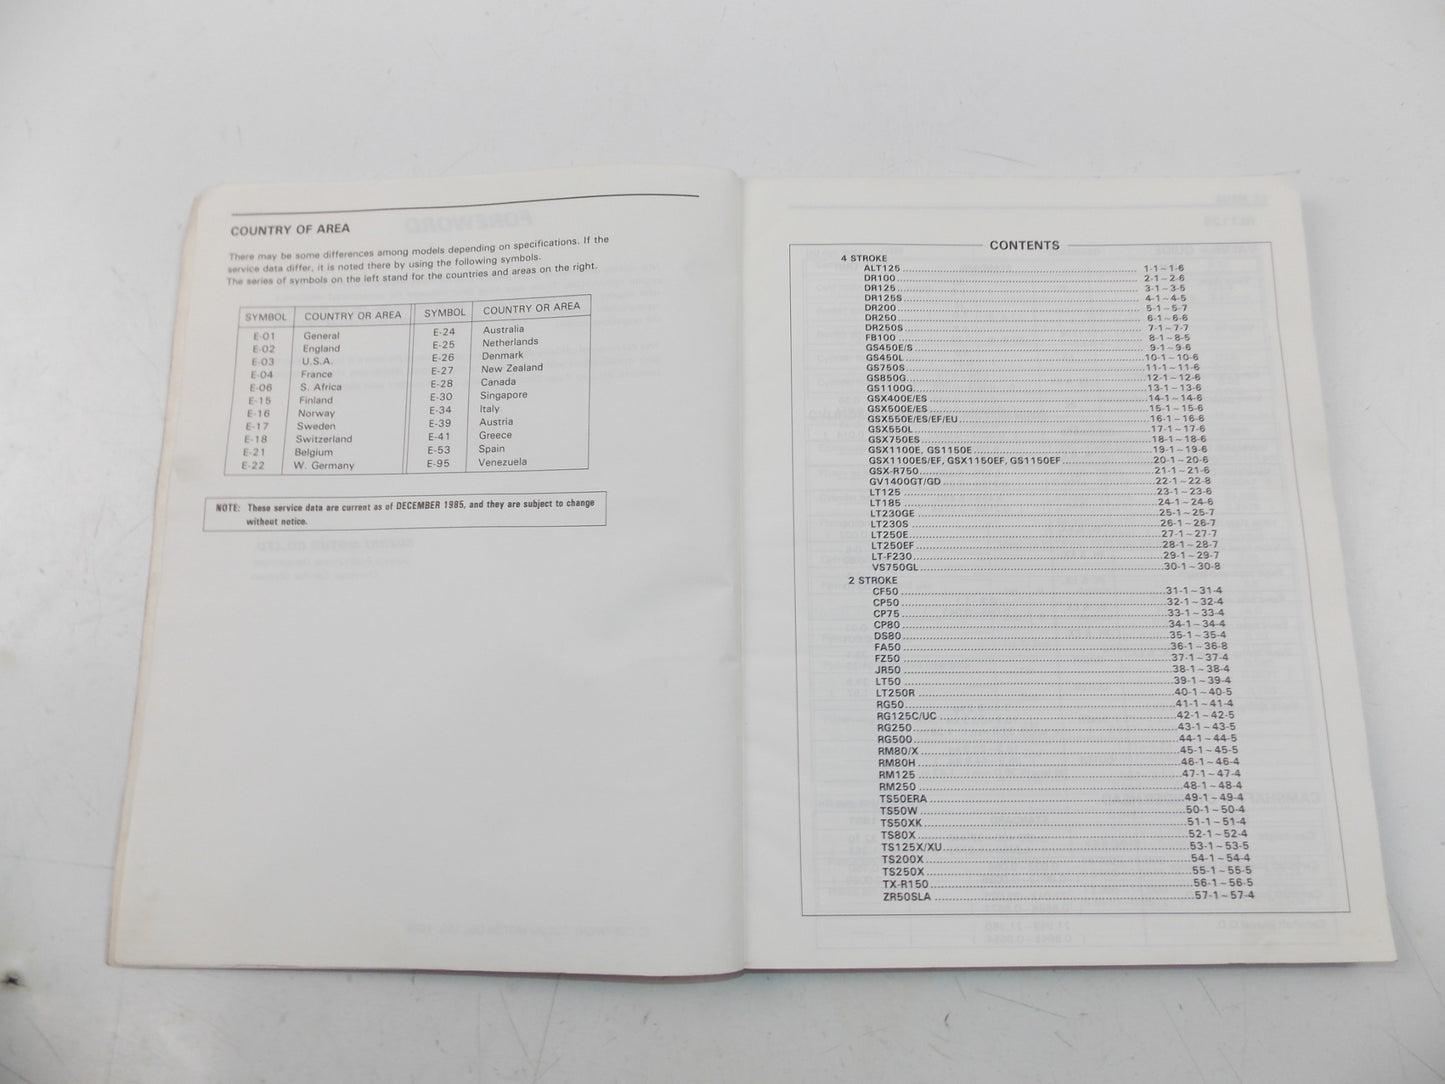 COUNTRY OF AREA
There may be some differences among models depending on specifications. If the
service data differ, it is noted there by using the following symbols.
The series of symbols on the left stand for the countries and areas on the right.
SYMBOL COUNTRY OR AREA SYMBOL COUNTRY OR AREA
E-01 General E-24 Australia
E-02 England E-25 Netherlands
E-03 U.S.A. E-26 Denmark
E-04 France E-27 New Zealand
E-06 S. Africa E-28 Canada
E-15 Finland E-30 Singapore
E-16 Norway E-34 Italy
E-17 Sweden E-39 Austria
E-18 Switzerland E-41 Greece
E-21 Belgium E-53 Spain
E-22 W. Germany E-95 Venezuela
NOTE: These service data are current as of DECEMBER 1985, and they are subject to change
without notice.
CONTENTS
4 STROKE
ALT125 1-1 ~ 1-6
DR100 2-1 ~ 2-6
DR125 3-1 ~ 3-5
DR125S 4-1 ~ 4-5
DR200 5-1 ~ 5-7
DR250 6-1 ~ 6-6
DR250S 7-1 ~ 7-7
FB100 8-1 ~ 8-5
GS450E/S 9-1 ~ 9-6
GS450L 10-1 ~ 10-6
GS750S 11-1 ~ 11-6
GS850G 12-1 ~ 12-6
GS1100G 13-1 ~ 13-6
GSX400E/ES 14-1 ~ 14-6
GSX500E/ES 15-1 ~ 15-6
GSX550E/ES/EF/EU 16-1 ~ 16-6
GSX550L 17-1 ~ 17-6
GSX750ES 18-1 ~ 18-6
GSX1100E, GS1150E 19-1 ~ 19-6
GSX1100ES/EF, GSX1150EF, GS1150EF 20-1 ~ 20-6
GSX-R750 21-1 ~ 21-6
GV1400GT/GD 22-1 ~ 22-8
LT125 23-1 ~ 23-6
LT185 24-1 ~ 24-6
LT230GE 25-1 ~ 25-7
LT230S 26-1 ~ 26-7
LT250E 27-1 ~ 27-7
LT250EF 28-1 ~ 28-7
LT-F230 29-1 ~ 29-7
VS750GL 30-1 ~ 30-8
2 STROKE
CF50 31-1 ~ 31-4
CP50 32-1 ~ 32-4
CP75 33-1 ~ 33-4
CP80 34-1 ~ 34-4
DS80 35-1 ~ 35-4
FA50 36-1 ~ 36-8
FZ50 37-1 ~ 37-4
JR50 38-1 ~ 38-4
LT50 39-1 ~ 39-4
LT250R 40-1 ~ 40-5
RG50 41-1 ~ 41-4
RG125C/UC 42-1 ~ 42-5
RG250 43-1 ~ 43-5
RG500 44-1 ~ 44-5
RM80/X 45-1 ~ 45-5
RM80H 46-1 ~ 46-4
RM125 47-1 ~ 47-4
RM250 48-1 ~ 48-4
TS50ERA 49-1 ~ 49-4
TS50W 50-1 ~ 50-4
TS50XK 51-1 ~ 51-4
TS80X 52-1 ~ 52-4
TS125X/XU 53-1 ~ 53-5
TS200X 54-1 ~ 54-4
TS250X 55-1 ~ 55-5
TX-R150 56-1 ~ 56-5
ZR50SLA 57-1 ~ 57-4